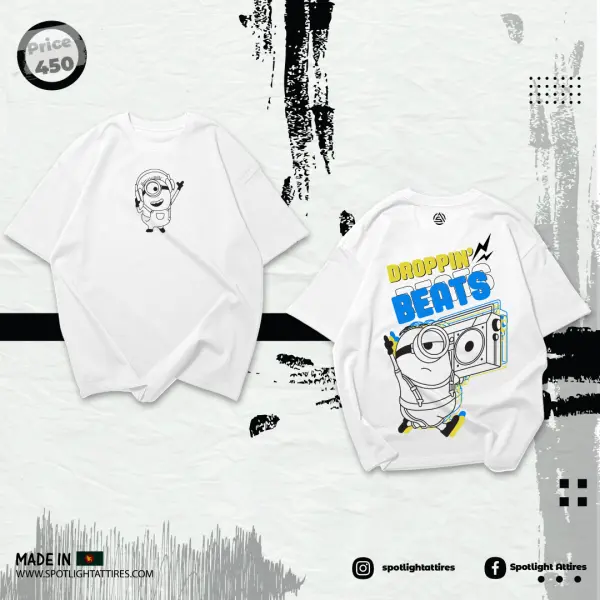 Price
450
DROPPIN'
BEATS
MADE IN
WWW.SPOTLIGHTATTIRES.COM
spotlightattires
Spotlight Attires